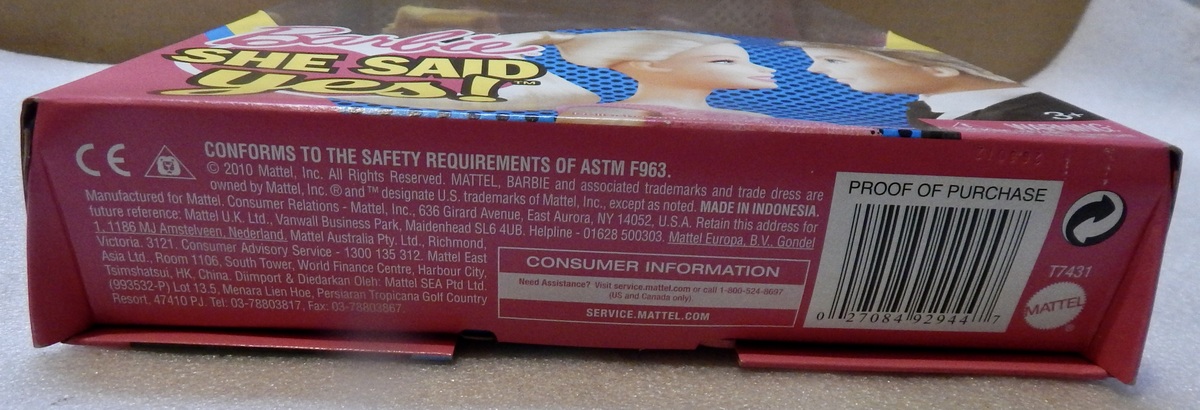 Barbie
SHE SAID
yes!™
3+
WARNING:
CE
CONFORMS TO THE SAFETY REQUIREMENTS OF ASTM F963.
© 2010 Mattel, Inc. All Rights Reserved. MATTEL, BARBIE and associated trademarks and trade dress are
owned by Mattel, Inc. ® and ™ designate U.S. trademarks of Mattel, Inc., except as noted. MADE IN INDONESIA.
Manufactured for Mattel. Consumer Relations - Mattel, Inc., 636 Girard Avenue, East Aurora, NY 14052, U.S.A. Retain this address for
future reference: Mattel U.K. Ltd., Vanwall Business Park, Maidenhead SL6 4UB. Helpline - 01628 500303. Mattel Europa, B.V., Gondel
1, 1186 MJ Amstelveen, Nederland. Mattel Australia Pty. Ltd., Richmond,
Victoria. 3121. Consumer Advisory Service - 1300 135 312. Mattel East
Asia Ltd., Room 1106, South Tower, World Finance Centre, Harbour City,
Tsimshatsui, HK, China. Diimport & Diedarkan Oleh: Mattel SEA Ptd Ltd.
(993532-P) Lot 13.5, Menara Lien Hoe, Persiaran Tropicana Golf Country
Resort, 47410 PJ. Tel: 03-78803817, Fax: 03-78803867.
CONSUMER INFORMATION
Need Assistance? Visit service.mattel.com or call 1-800-524-8697
(US and Canada only).
SERVICE.MATTEL.COM
PROOF OF PURCHASE
0 27084 92944 7
T7431
MATTEL®